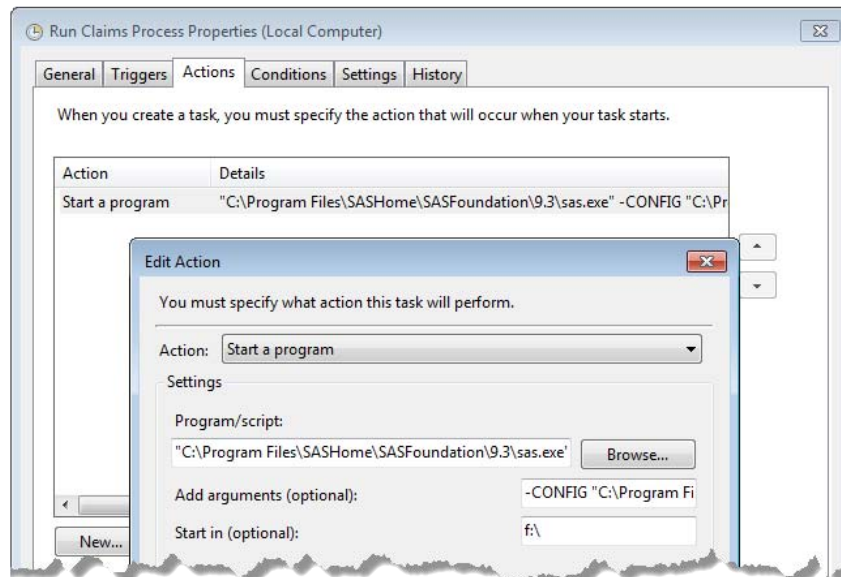 Run Claims Process Properties (Local Computer)
General Triggers Actions Conditions Settings History
When you create a task, you must specify the action that will occur when your task starts.
Action Details
Start a program "C:\Program Files\SASHome\SASFoundation\9.3\sas.exe" -CONFIG "C:\Pr
Edit Action
You must specify what action this task will perform.
Action: Start a program
Settings
Program/script:
"C:\Program Files\SASHome\SASFoundation\9.3\sas.exe' Browse...
Add arguments (optional): -CONFIG "C:\Program Fi
Start in (optional): f:\
New...